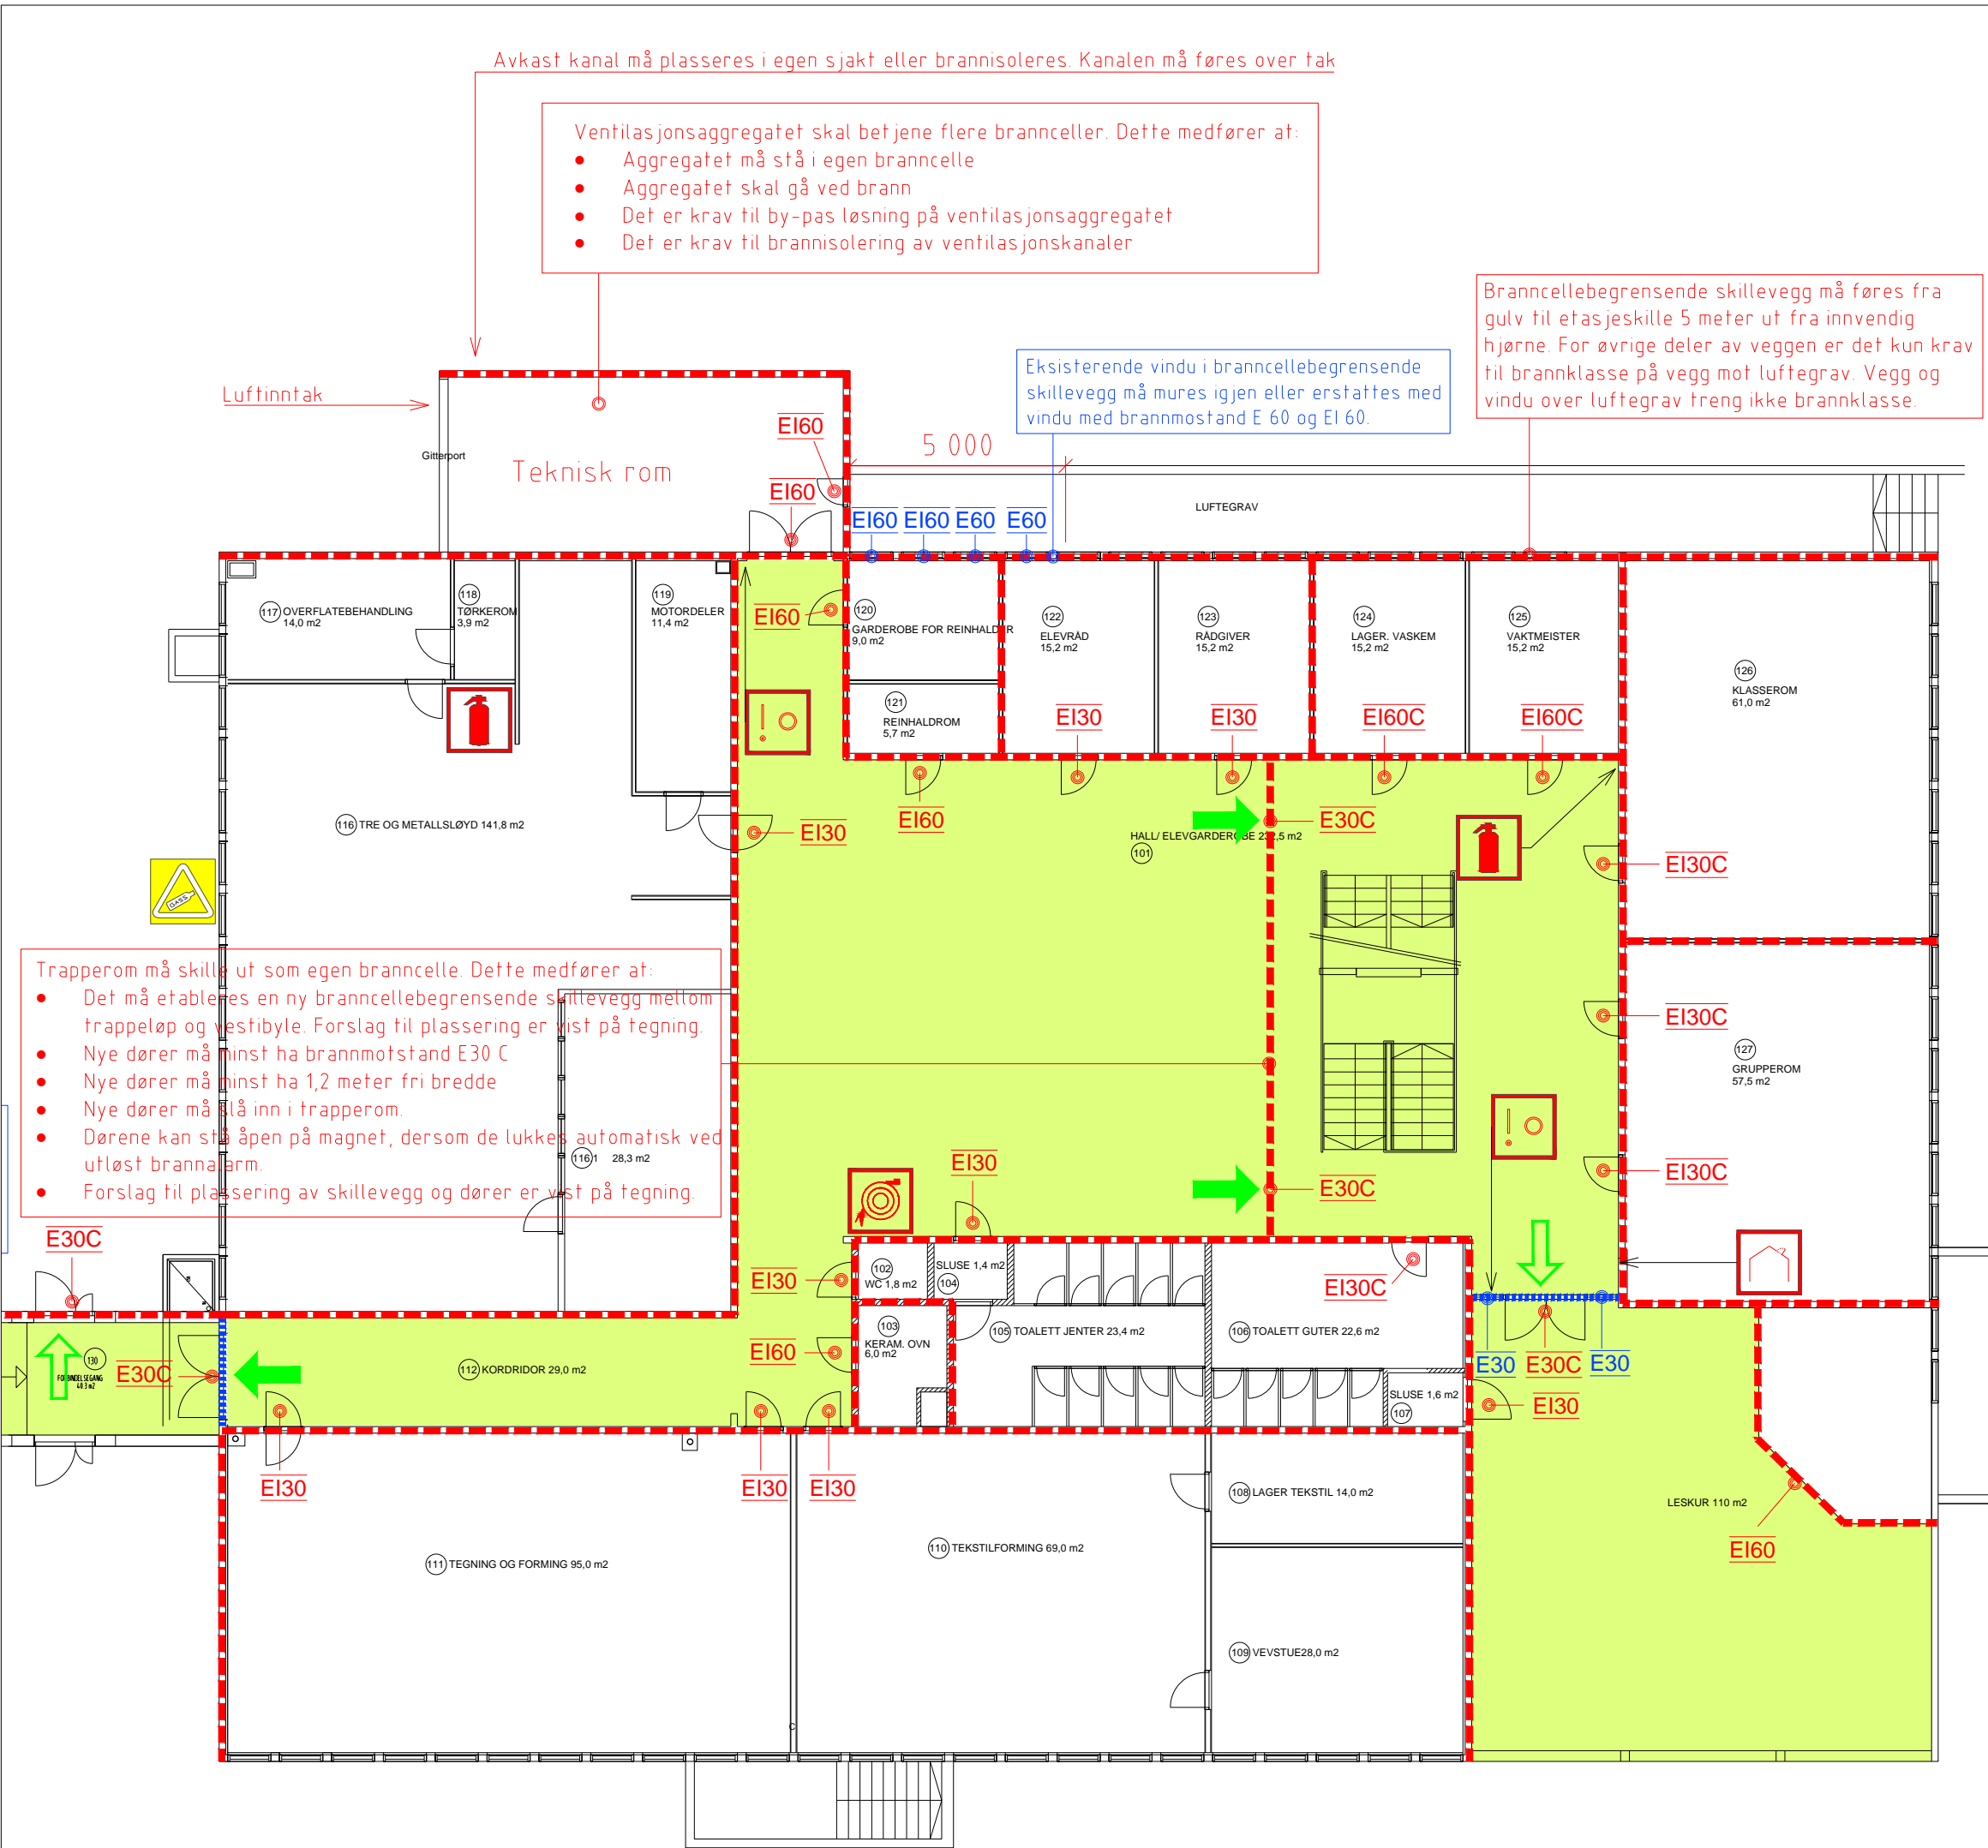 Avkast kanal må plasseres i egen sjakt eller brannisoleres. Kanalen må føres over tak
Ventilasjonsaggregatet skal betjene flere brannceller. Dette medfører at:
• Aggregatet må stå i egen branncelle
• Aggregatet skal gå ved brann
• Det er krav til by-pas løsning på ventilasjonsaggregatet
• Det er krav til brannisolering av ventilasjonskanaler
Branncellebegrensende skillevegg må føres fra
gulv til etasjeskille 5 meter ut fra innvendig
hjørne. For øvrige deler av veggen er det kun krav
til brannklasse på vegg mot luftegrav. Vegg og
vindu over luftegrav treng ikke brannklasse.
Eksisterende vindu i branncellebegrensende
skillevegg må mures igjen eller erstattes med
vindu med brannmostand E 60 og EI 60.
Luftinntak
Gitterport
Teknisk rom
EI60
EI60
5 000
LUFTEGRAV
EI60 EI60 E60 E60
117 OVERFLATEBEHANDLING
14,0 m2
118
TØRKEROM
3,9 m2
119
MOTORDELER
11,4 m2
EI60
120
GARDEROBE FOR REINHALDER
9,0 m2
121
REINHALDROM
5,7 m2
122
ELEVRÅD
15,2 m2
123
RÅDGIVER
15,2 m2
124
LAGER. VASKEM
15,2 m2
125
VAKTMEISTER
15,2 m2
126
KLASSEROM
61,0 m2
EI30
EI30
EI60C
EI60C
EI60
116 TRE OG METALLSLØYD 141,8 m2
EI30
E30C
HALL/ ELEVGARDEROBE 232,5 m2
101
EI30C
GASS
Trapperom må skille ut som egen branncelle. Dette medfører at:
• Det må etableres en ny branncellebegrensende skillevegg mellom
trappeløp og vestibyle. Forslag til plassering er vist på tegning.
• Nye dører må minst ha brannmotstand E30 C
• Nye dører må minst ha 1,2 meter fri bredde
• Nye dører må slå inn i trapperom.
• Dørene kan stå åpen på magnet, dersom de lukkes automatisk ved
utløst brannalarm.
• Forslag til plassering av skillevegg og dører er vist på tegning.
116.1 28,3 m2
EI30C
127
GRUPPEROM
57,5 m2
EI30
E30C
EI30C
E30C
EI30
102
WC 1,8 m2
SLUSE 1,4 m2
104
EI30C
103
KERAM. OVN
6,0 m2
105 TOALETT JENTER 23,4 m2
106 TOALETT GUTER 22,6 m2
EI60
130
FORBINDELSEGANG
49.3 m2
E30C
112 KORDRIDOR 29,0 m2
E30 E30C E30
SLUSE 1,6 m2
107
EI30
EI30
EI30
EI30
108 LAGER TEKSTIL 14,0 m2
LESKUR 110 m2
EI60
111 TEGNING OG FORMING 95,0 m2
110 TEKSTILFORMING 69,0 m2
109 VEVSTUE28,0 m2